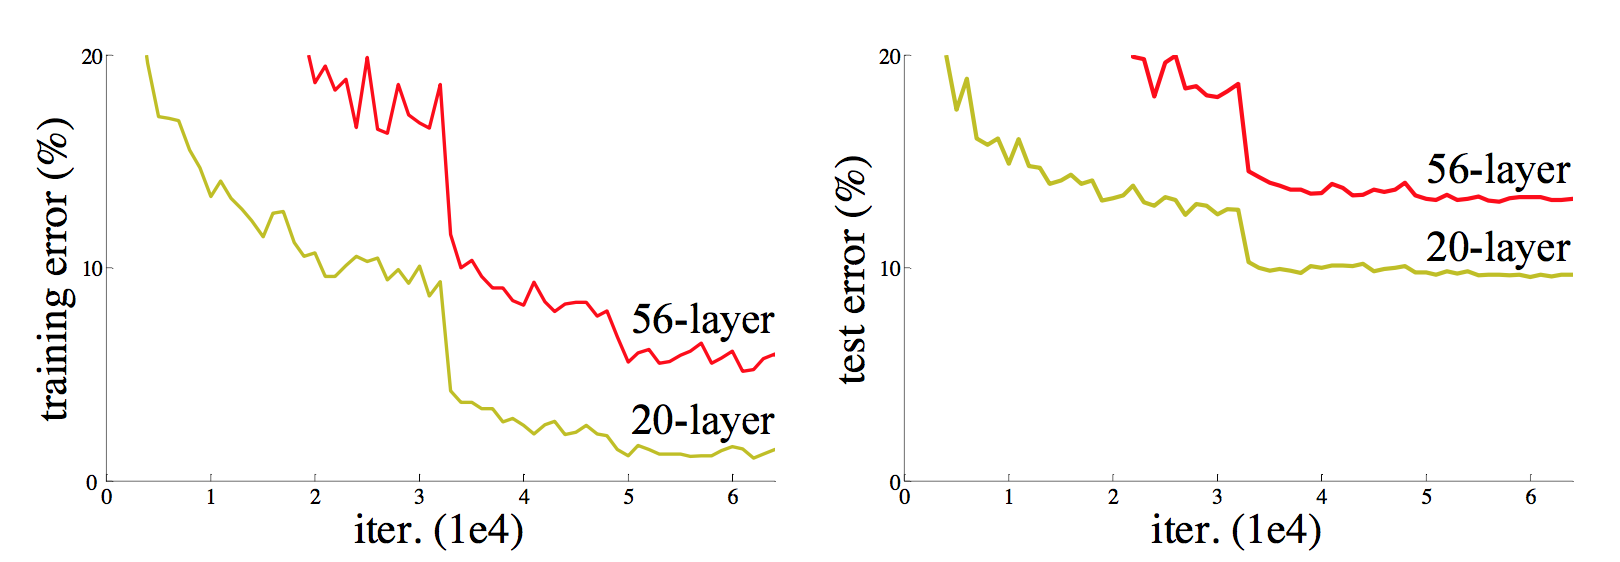 20
10
0
training error (%)
56-layer
20-layer
0 1 2 3 4 5 6
iter. (1e4)
20
10
0
test error (%)
56-layer
20-layer
0 1 2 3 4 5 6
iter. (1e4)